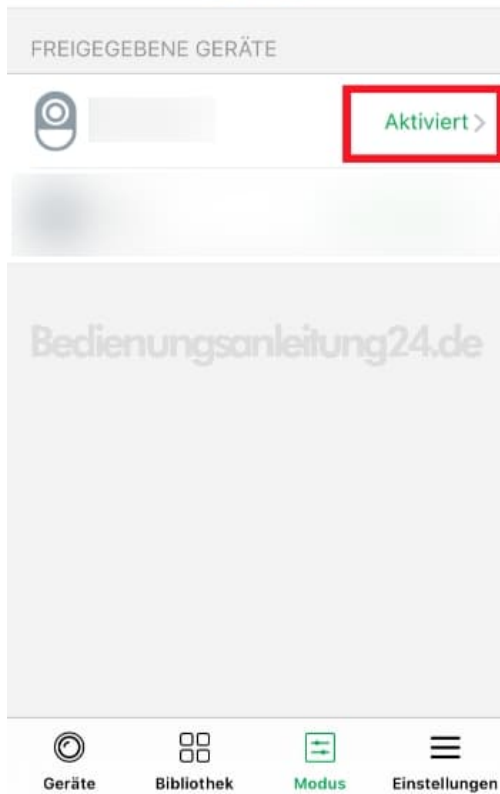 FREIGEGEBENE GERÄTE
Aktiviert
Bedienungsanleitung24.de
Geräte Bibliothek Modus Einstellungen